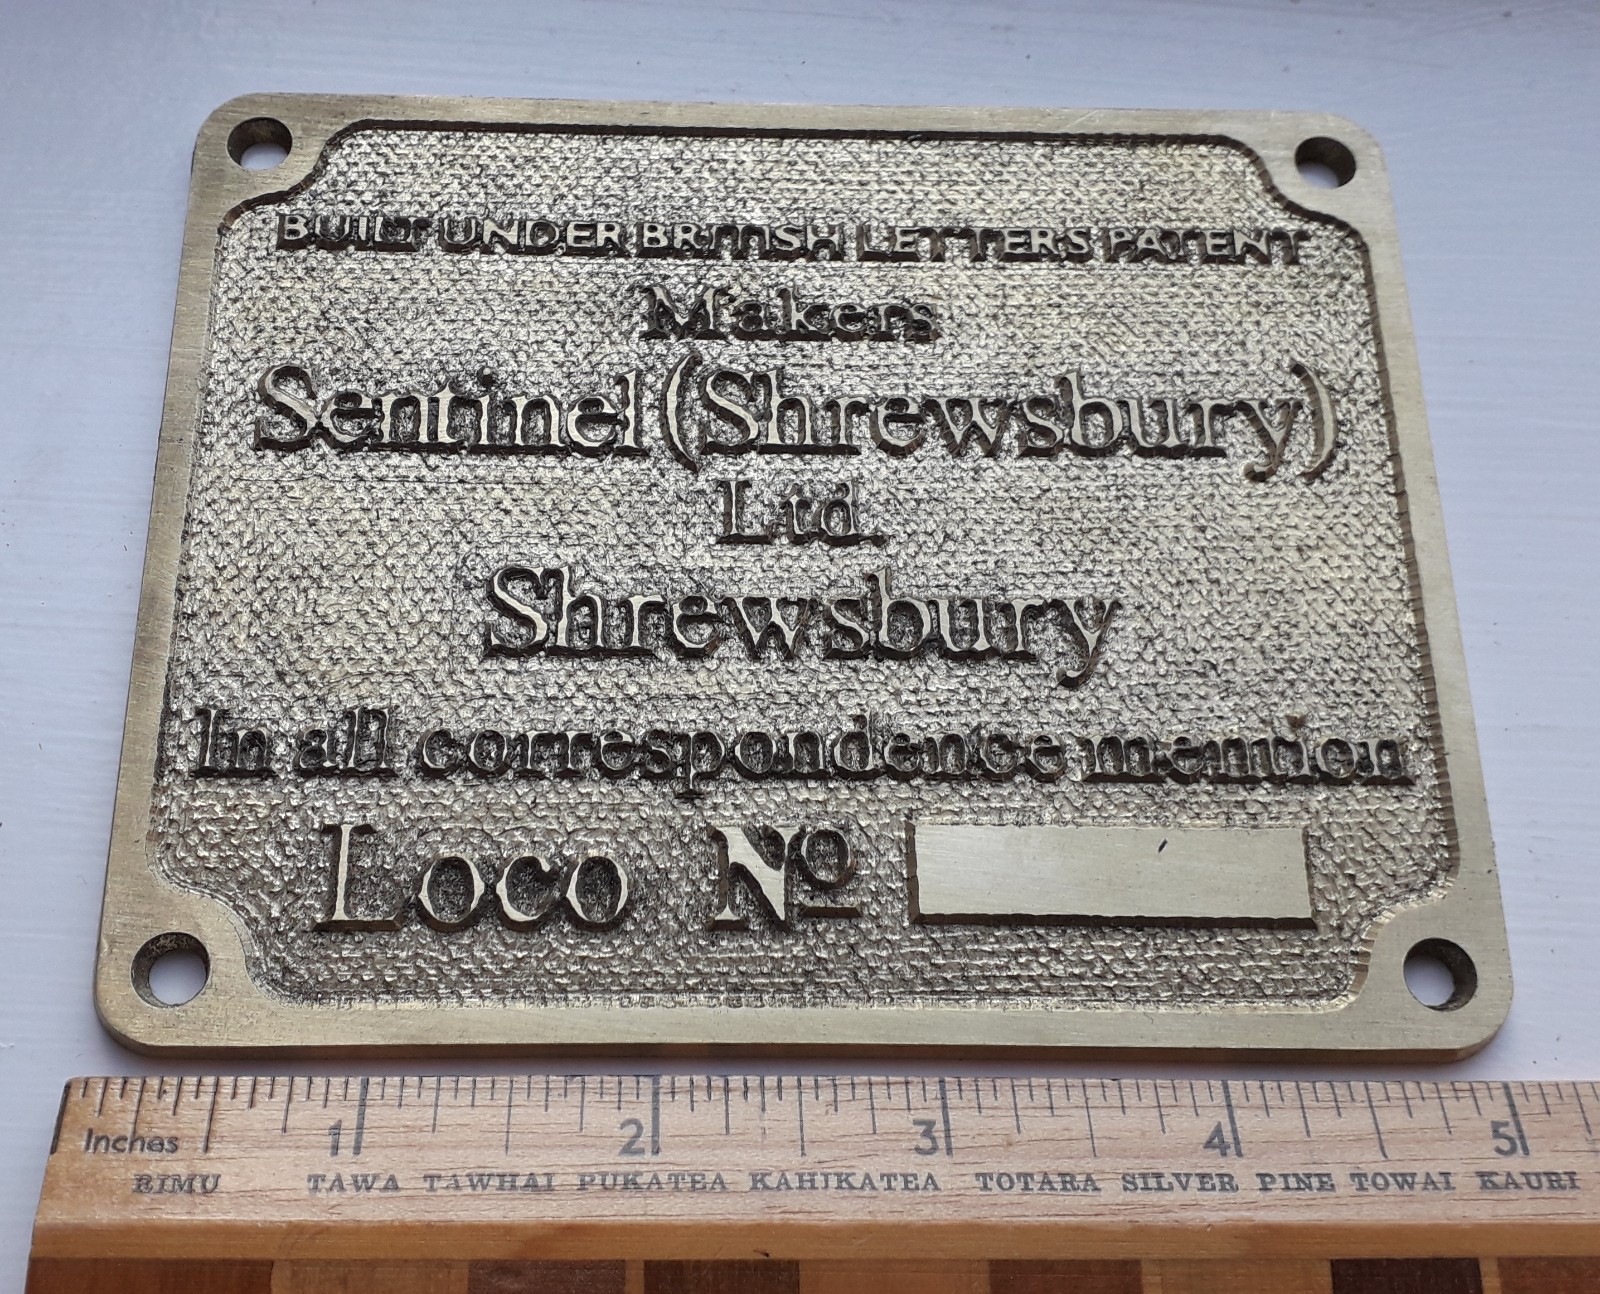 BUILT UNDER BRITISH LETTERS PATENT
Makers
Sentinel (Shrewsbury)
Ltd.
Shrewsbury
In all correspondence mention
Loco Nº
1 2 3 4 5
Inches
RIMU TAWA TAWHAI PUKATEA KAHIKATEA TOTARA SILVER PINE TOWAI KAURI